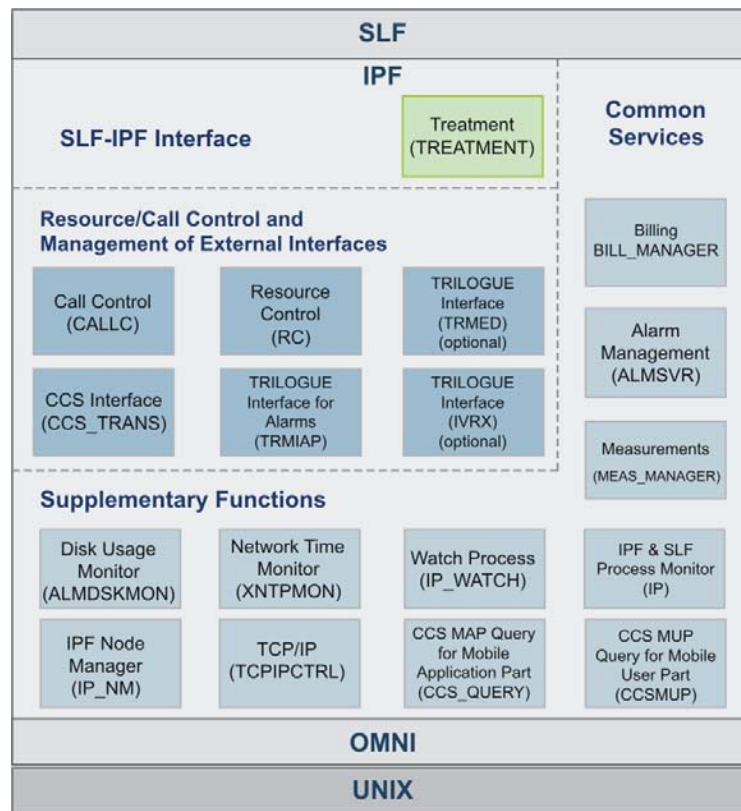 SLF
IPF
SLF-IPF Interface
Treatment
(TREATMENT)
Common
Services
Resource/Call Control and
Management of External Interfaces
Billing
BILL_MANAGER
Call Control
(CALLC)
Resource
Control
(RC)
TRILOGUE
Interface
(TRMED)
(optional)
Alarm
Management
(ALMSVR)
CCS Interface
(CCS_TRANS)
TRILOGUE
Interface for
Alarms
(TRMIAP)
TRILOGUE
Interface
(IVRX)
(optional)
Measurements
(MEAS_MANAGER)
Supplementary Functions
Disk Usage
Monitor
(ALMDSKMON)
Network Time
Monitor
(XNTPMON)
Watch Process
(IP_WATCH)
IPF & SLF
Process Monitor
(IP)
IPF Node
Manager
(IP_NM)
TCP/IP
(TCPIPCTRL)
CCS MAP Query
for Mobile
Application Part
(CCS_QUERY)
CCS MUP
Query for Mobile
User Part
(CCSMUP)
OMNI
UNIX